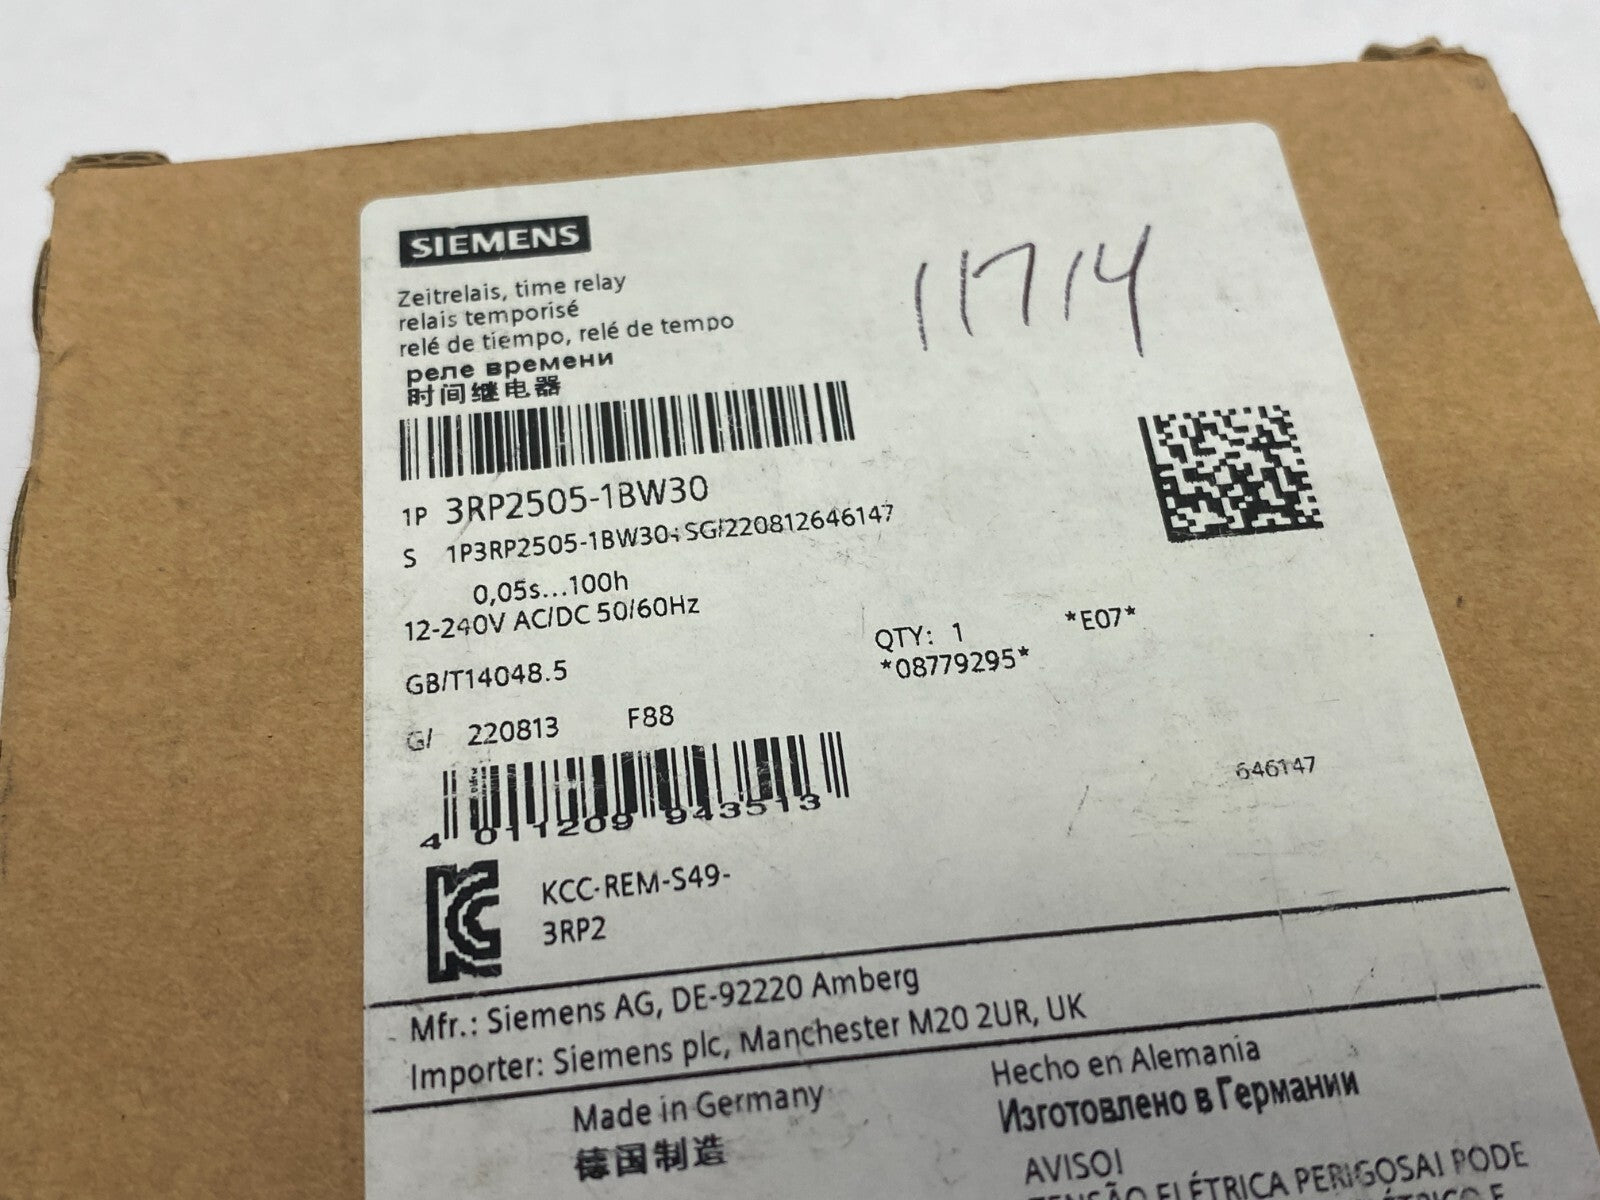 SIEMENS
11714
Zeitrelais, time relay
relais temporisé
relé de tiempo, relé de tempo
реле времени
时间继电器
1P 3RP2505-1BW30
S 1P3RP2505-1BW30+SG/220812646147
0,05s...100h
12-240V AC/DC 50/60Hz
QTY: 1 *E07*
*08779295*
GB/T14048.5
G/ 220813 F88
646147
4 011209 943513
KCC-REM-S49-
3RP2
Mfr.: Siemens AG, DE-92220 Amberg
Importer: Siemens plc, Manchester M20 2UR, UK
Made in Germany
德国制造
Hecho en Alemania
Изготовлено в Германии
AVISO!
TENSÃO ELÉTRICA PERIGOSA! PODE